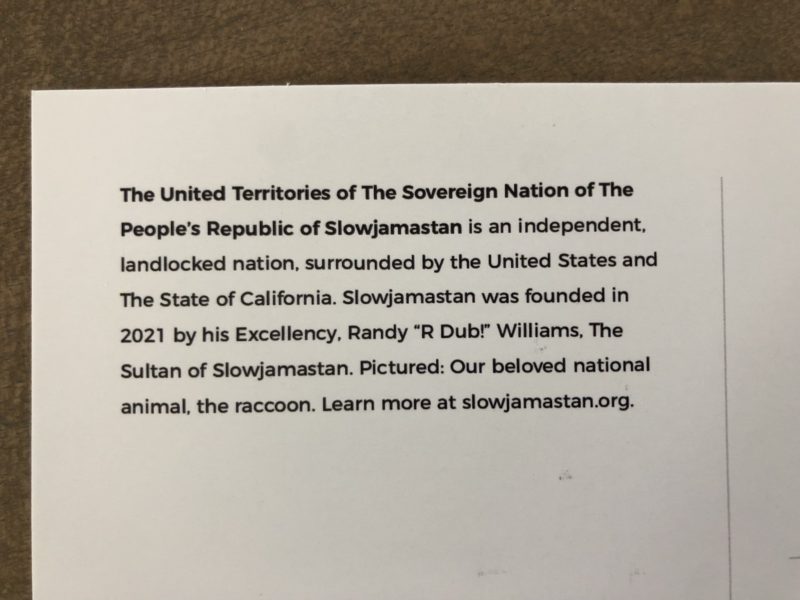 The United Territories of The Sovereign Nation of The
People's Republic of Slowjamastan is an independent,
landlocked nation, surrounded by the United States and
The State of California. Slowjamastan was founded in
2021 by his Excellency, Randy “R Dub!” Williams, The
Sultan of Slowjamastan. Pictured: Our beloved national
animal, the raccoon. Learn more at slowjamastan.org.